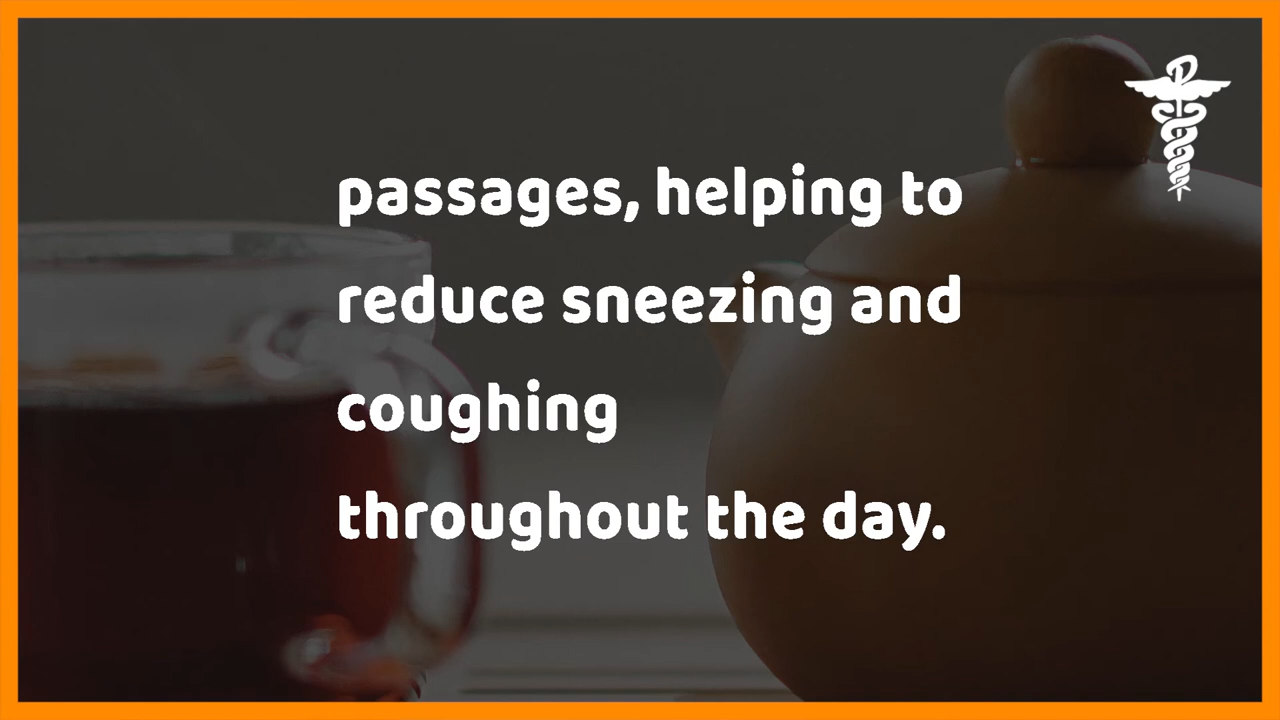 passages, helping to
reduce sneezing and
coughing
throughout the day.